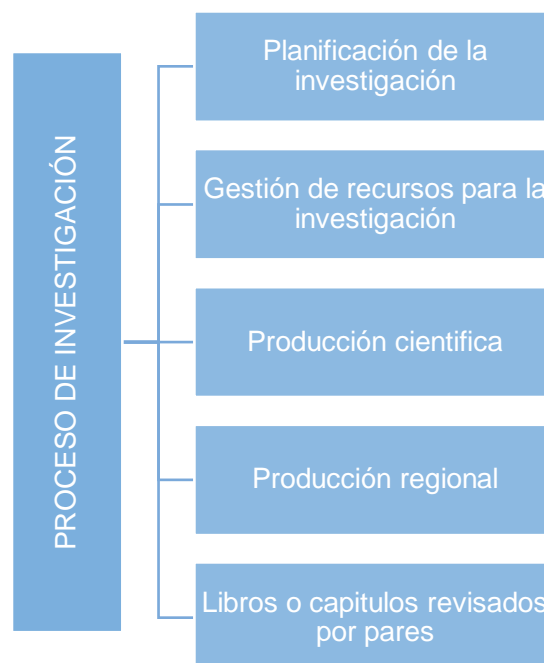 PROCESO DE INVESTIGACIÓN
Planificación de la
investigación
Gestión de recursos para la
investigación
Producción cientifica
Producción regional
Libros o capitulos revisados
por pares